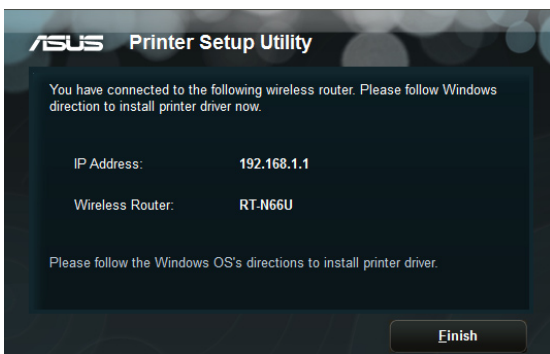 ASUS Printer Setup Utility
You have connected to the following wireless router. Please follow Windows
direction to install printer driver now.
IP Address: 192.168.1.1
Wireless Router: RT-N66U
Please follow the Windows OS's directions to install printer driver.
Finish